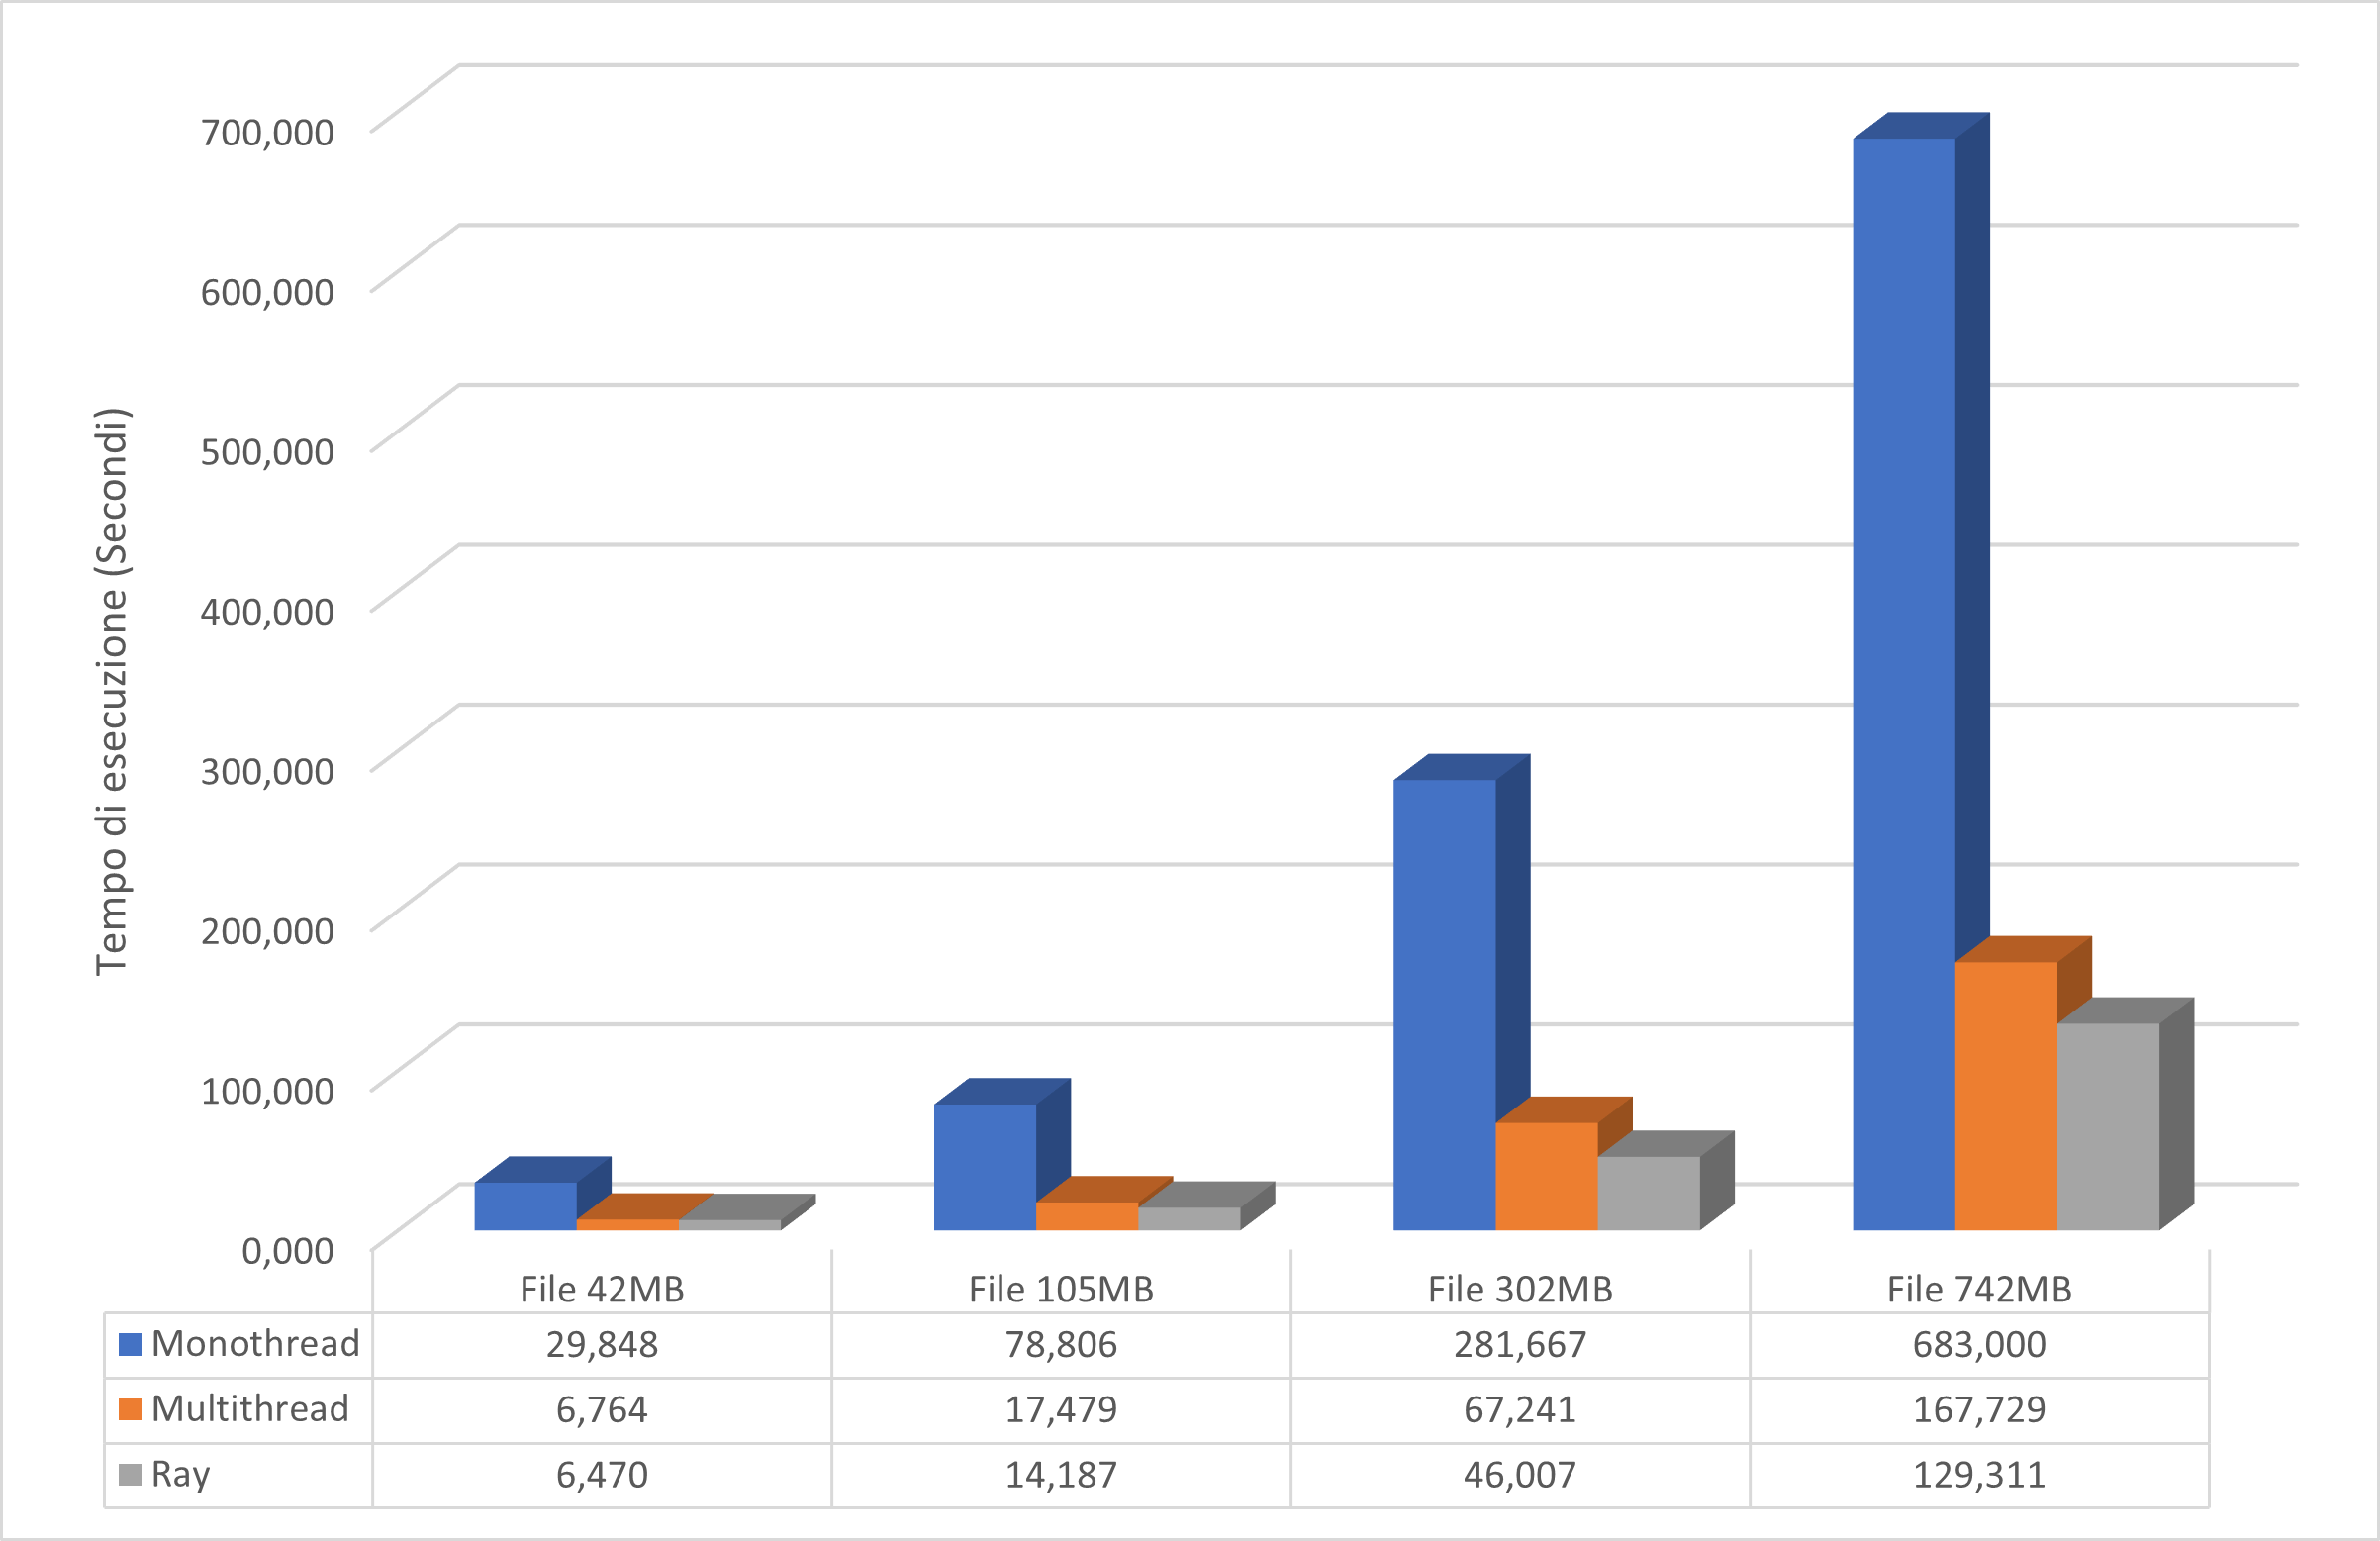 Tempo di esecuzione (Secondi)
700,000
600,000
500,000
400,000
300,000
200,000
100,000
0,000
File 42MB File 105MB File 302MB File 742MB
Monothread 29,848 78,806 281,667 683,000
Multithread 6,764 17,479 67,241 167,729
Ray 6,470 14,187 46,007 129,311